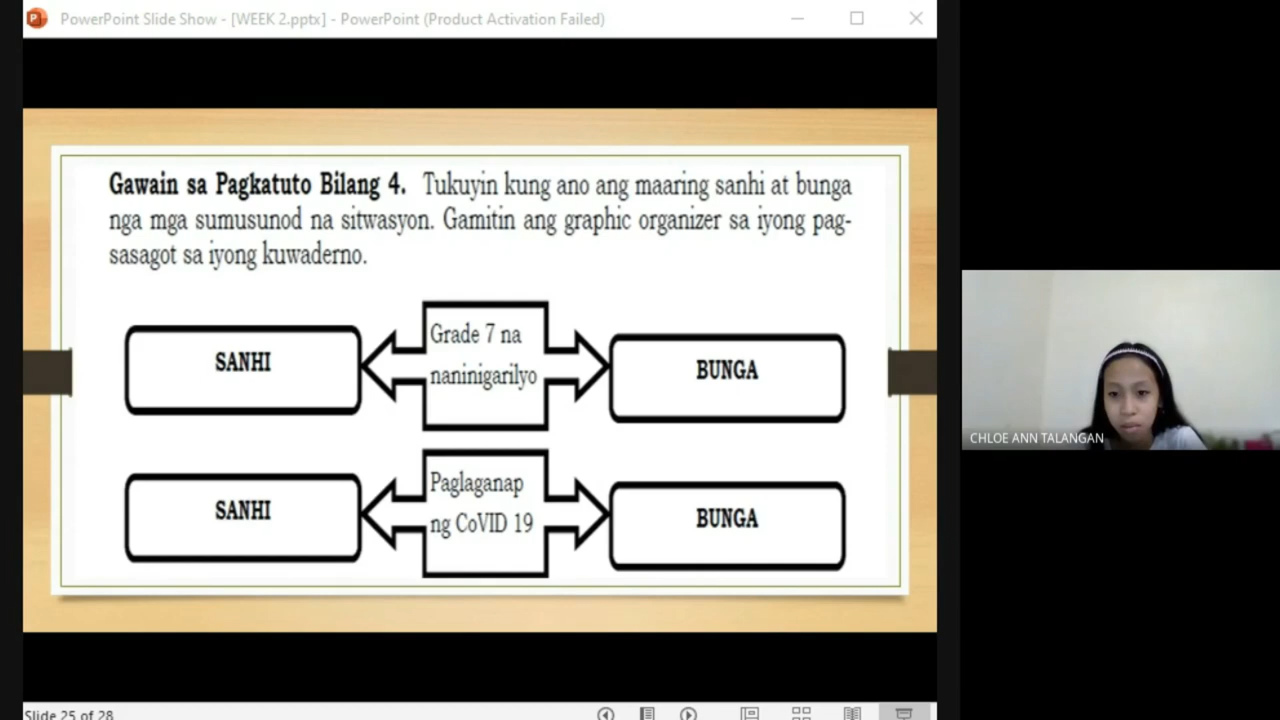 PowerPoint Slide Show - [WEEK 2.pptx] - PowerPoint (Product Activation Failed)
Gawain sa Pagkatuto Bilang 4. Tukuyin kung ano ang maaring sanhi at bunga
nga mga sumusunod na sitwasyon. Gamitin ang graphic organizer sa iyong pag-
sasagot sa iyong kuwaderno.
SANHI
Grade 7 na
naninigarilyo
BUNGA
SANHI
Paglaganap
ng CoVID 19
BUNGA
CHLOE ANN TALANGAN
Slide 25 of 28